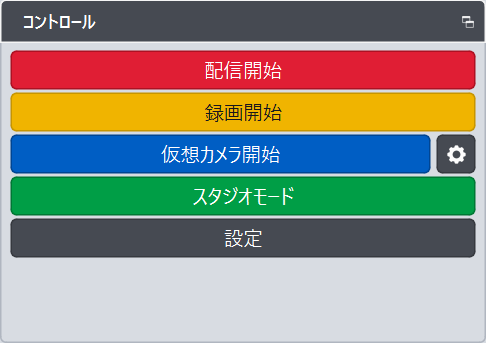 コントロール
配信開始
録画開始
仮想カメラ開始
スタジオモード
設定